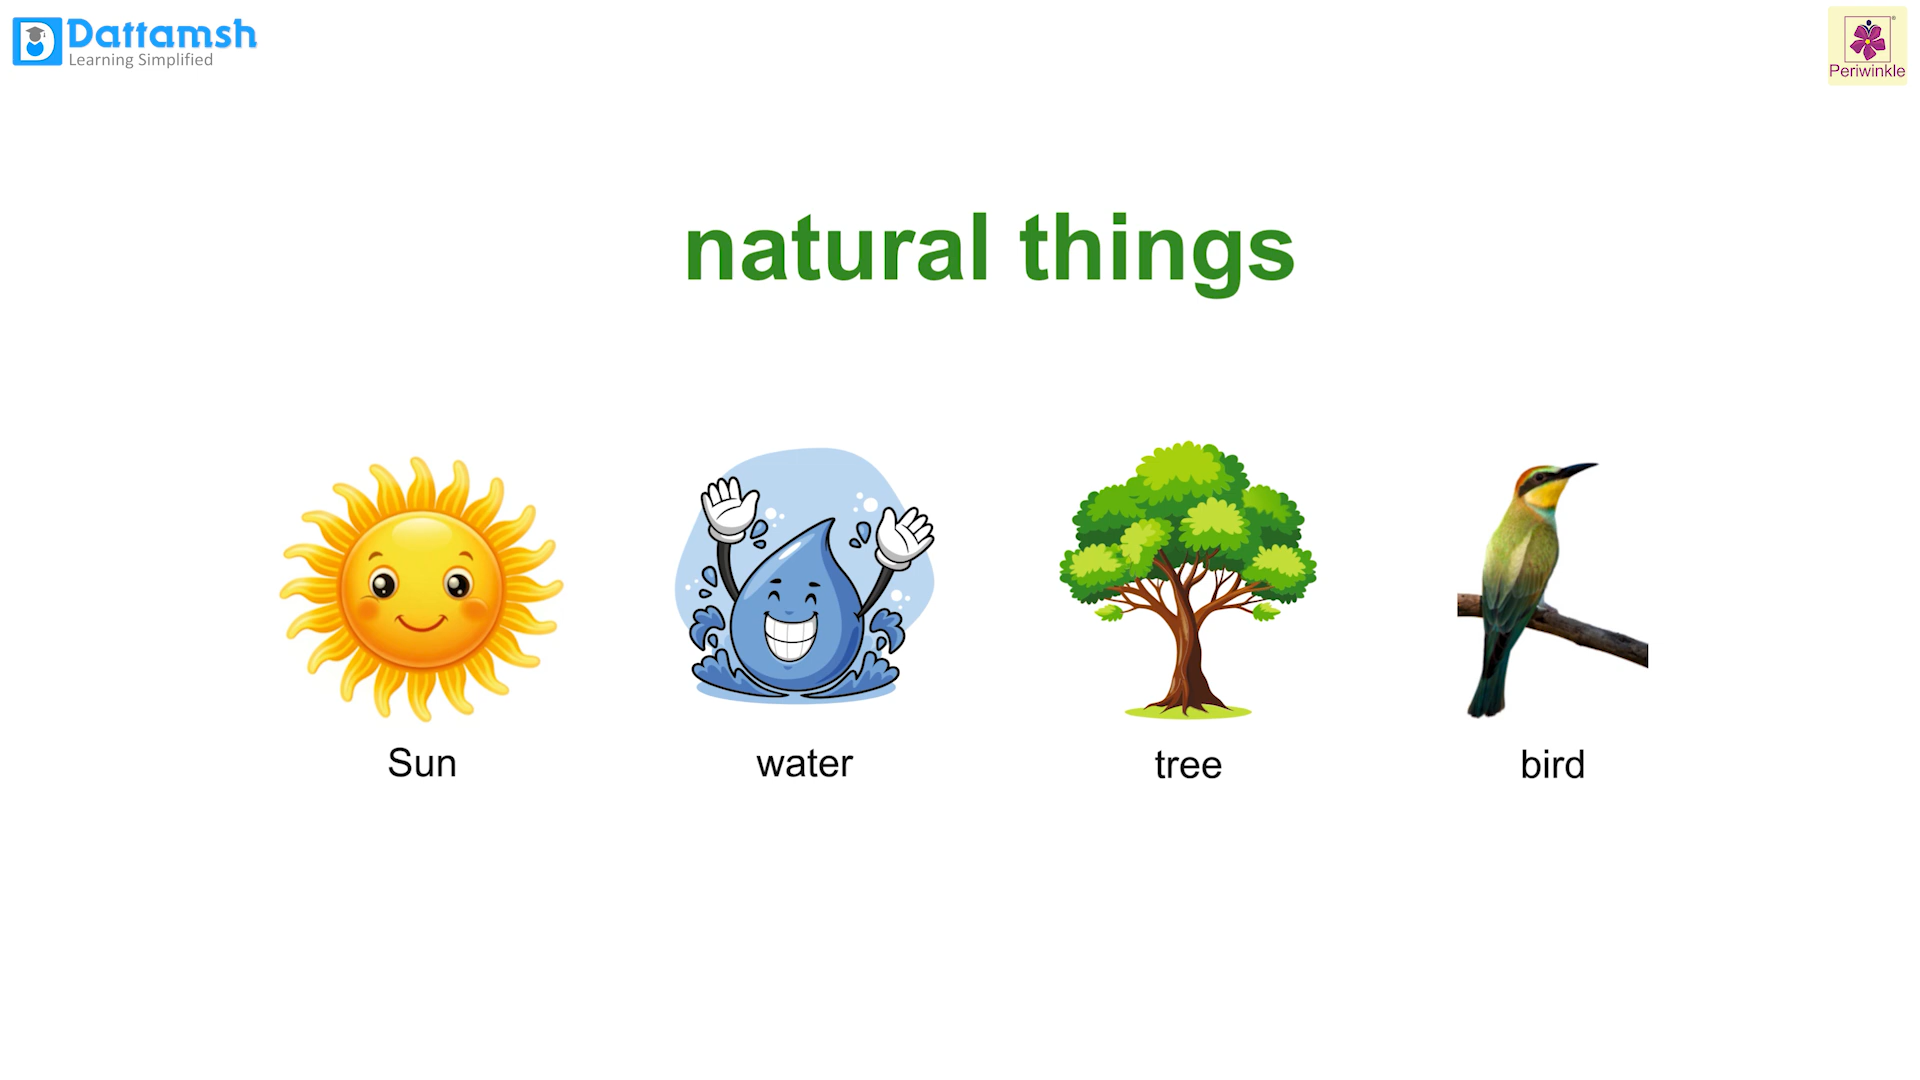 Dattamsh
Learning Simplified
Periwinkle
natural things
Sun
water
tree
bird